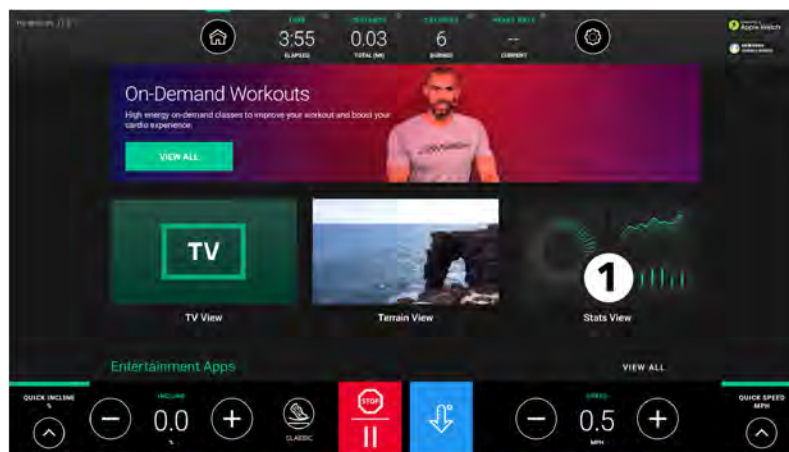 TIME DISTANCE CALORIES HEART RATE
3:55 0.03 6 --
ELAPSED TOTAL (MI) BURNED CURRENT
Apple Watch
On-Demand Workouts
High energy on-demand classes to improve your workout and boost your
cardio experience.
VIEW ALL
TV
1
TV View Terrain View Stats View
Entertainment Apps VIEW ALL
QUICK INCLINE
%
INCLINE
0.0
%
CLASSIC
STOP
SPEED
0.5
MPH
QUICK SPEED
MPH